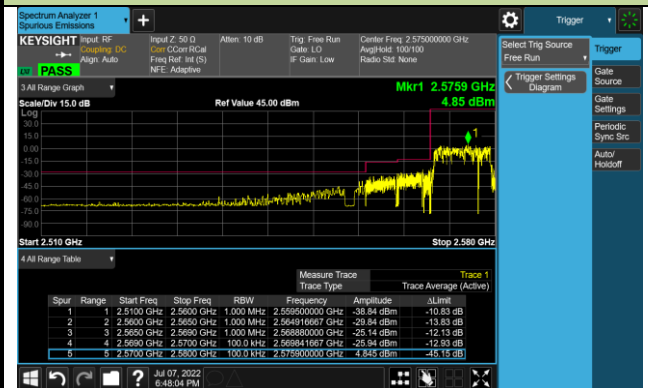 Spectrum Analyzer 1
Spurious Emissions
Trigger
KEYSIGHT
Input: RF
Coupling: DC
Align: Auto
Input Z: 50 Ω
Corr CCorr RCal
Freq Ref: Int (S)
NFE: Adaptive
Atten: 10 dB
Trig: Free Run
Gate: LO
IF Gain: Low
Center Freq: 2.575000000 GHz
Avg|Hold: 100/100
Radio Std: None
PASS
Select Trig Source
Free Run
Trigger Settings
Diagram
Trigger
Gate
Source
Gate
Settings
Periodic
Sync Src
Auto/
Holdoff
3 All Range Graph
Mkr1 2.5759 GHz
Scale/Div 15.0 dB
Ref Value 45.00 dBm
4.85 dBm
Log
30.0
15.0
0.00
-15.0
-30.0
-45.0
-60.0
-75.0
-90.0
1
Start 2.510 GHz
Stop 2.580 GHz
4 All Range Table
Measure Trace Trace 1
Trace Type Trace Average (Active)
Spur Range Start Freq Stop Freq RBW Frequency Amplitude ΔLimit
1 1 2.5100 GHz 2.5600 GHz 1.000 MHz 2.559500000 GHz -38.84 dBm -10.83 dB
2 2 2.5600 GHz 2.5650 GHz 1.000 MHz 2.564916667 GHz -29.84 dBm -13.83 dB
3 3 2.5650 GHz 2.5690 GHz 1.000 MHz 2.568880000 GHz -25.14 dBm -12.13 dB
4 4 2.5690 GHz 2.5700 GHz 100.0 kHz 2.569841667 GHz -25.94 dBm -12.93 dB
5 5 2.5700 GHz 2.5800 GHz 100.0 kHz 2.575900000 GHz 4.845 dBm -45.15 dB
?
Jul 07, 2022
6:48:04 PM